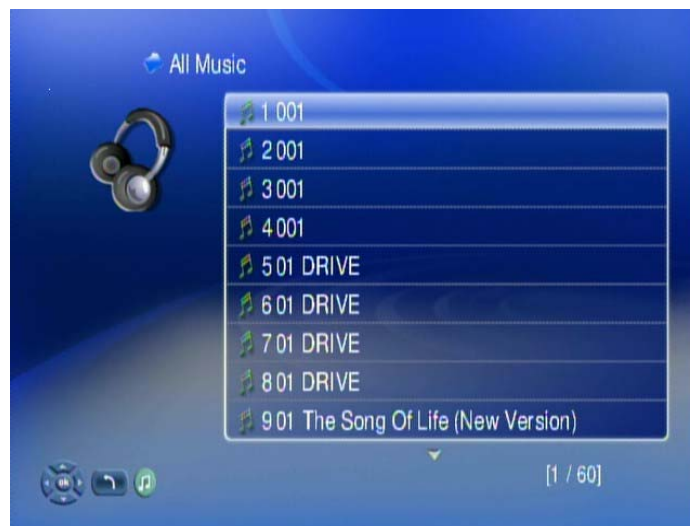 All Music
1 001
2 001
3 001
4 001
5 01 DRIVE
6 01 DRIVE
7 01 DRIVE
8 01 DRIVE
9 01 The Song Of Life (New Version)
[1 / 60]
ok